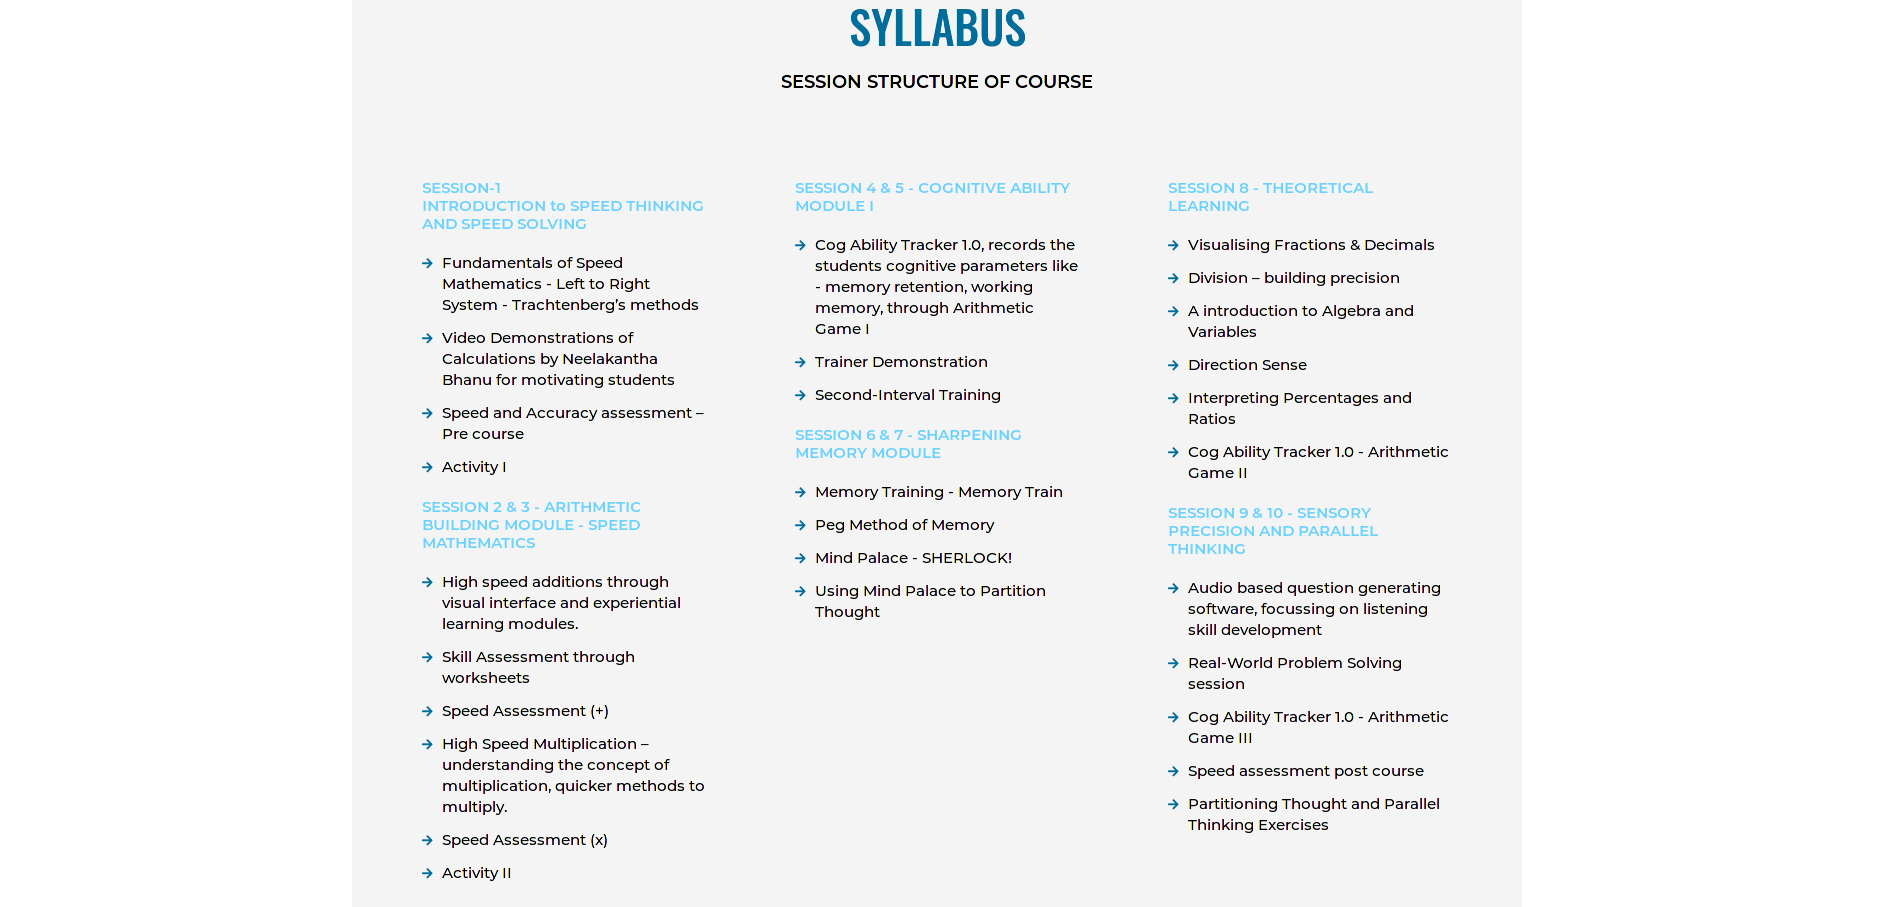 SYLLABUS
SESSION STRUCTURE OF COURSE
SESSION-1
INTRODUCTION to SPEED THINKING
AND SPEED SOLVING
Fundamentals of Speed
Mathematics - Left to Right
System - Trachtenberg’s methods
Video Demonstrations of
Calculations by Neelakantha
Bhanu for motivating students
Speed and Accuracy assessment –
Pre course
Activity I
SESSION 2 & 3 - ARITHMETIC
BUILDING MODULE - SPEED
MATHEMATICS
High speed additions through
visual interface and experiential
learning modules.
Skill Assessment through
worksheets
Speed Assessment (+)
High Speed Multiplication –
understanding the concept of
multiplication, quicker methods to
multiply.
Speed Assessment (x)
Activity II
SESSION 4 & 5 - COGNITIVE ABILITY
MODULE I
Cog Ability Tracker 1.0, records the
students cognitive parameters like
- memory retention, working
memory, through Arithmetic
Game I
Trainer Demonstration
Second-Interval Training
SESSION 6 & 7 - SHARPENING
MEMORY MODULE
Memory Training - Memory Train
Peg Method of Memory
Mind Palace - SHERLOCK!
Using Mind Palace to Partition
Thought
SESSION 8 - THEORETICAL
LEARNING
Visualising Fractions & Decimals
Division – building precision
A introduction to Algebra and
Variables
Direction Sense
Interpreting Percentages and
Ratios
Cog Ability Tracker 1.0 - Arithmetic
Game II
SESSION 9 & 10 - SENSORY
PRECISION AND PARALLEL
THINKING
Audio based question generating
software, focussing on listening
skill development
Real-World Problem Solving
session
Cog Ability Tracker 1.0 - Arithmetic
Game III
Speed assessment post course
Partitioning Thought and Parallel
Thinking Exercises